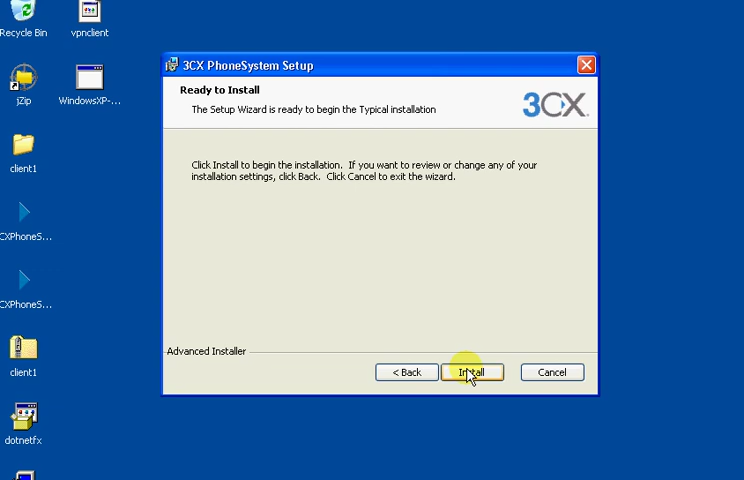 Recycle Bin
vpnclient
jZip
WindowsXP-...
client1
CXPhoneS...
CXPhoneS...
client1
dotnetfx
3CX PhoneSystem Setup
Ready to Install
The Setup Wizard is ready to begin the Typical installation
3CX.
Click Install to begin the installation. If you want to review or change any of your
installation settings, click Back. Click Cancel to exit the wizard.
Advanced Installer
< Back
Install
Cancel